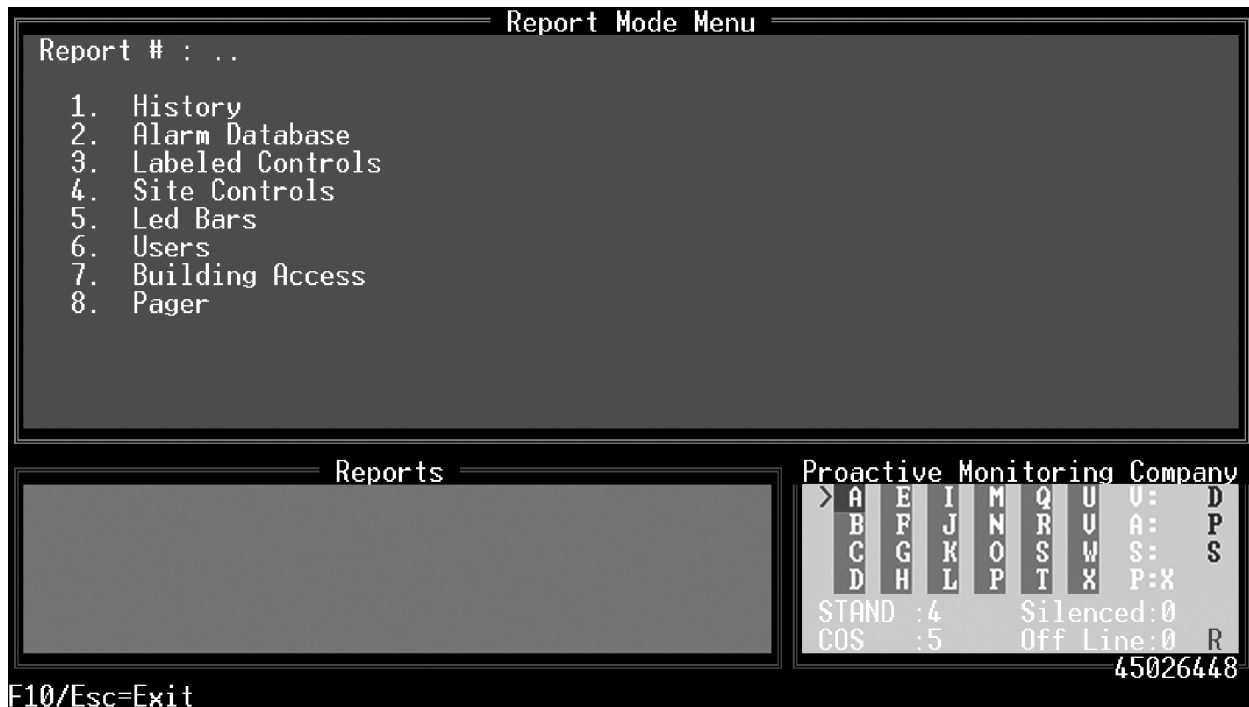 Report Mode Menu
Report # : ..
1. History
2. Alarm Database
3. Labeled Controls
4. Site Controls
5. Led Bars
6. Users
7. Building Access
8. Pager
Reports
Proactive Monitoring Company
> A E I M Q U V: D
B F J N R V A: P
C G K O S W S: S
D H L P T X P:X
STAND :4 Silenced:0
COS :5 Off Line:0 R
45026448
F10/Esc=Exit